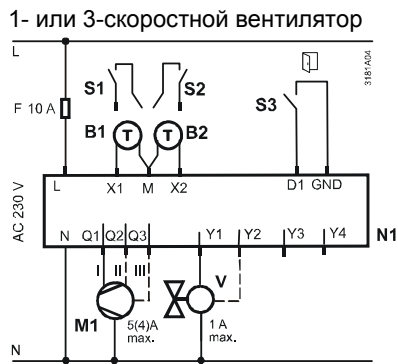 1- или 3-скоростной вентилятор
L
3181A04
S1 S2
S3
F 10 A
B1 T T B2
AC 230 V
L X1 M X2 D1 GND
N1
N Q1 Q2 Q3 Y1 Y2 Y3 Y4
I II III
V
M1 5(4)A max. 1 A max.
N